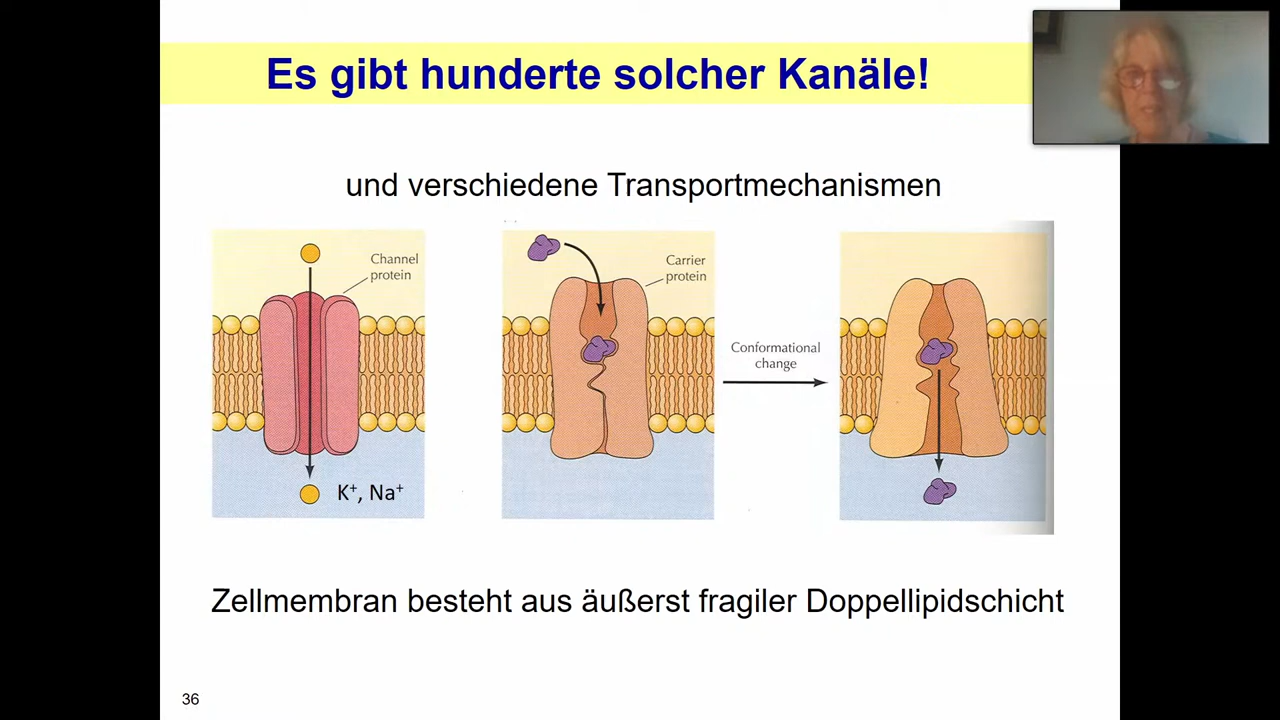 Es gibt hunderte solcher Kanäle!
und verschiedene Transportmechanismen
Channel
protein
K⁺, Na⁺
Carrier
protein
Conformational
change
Zellmembran besteht aus äußerst fragiler Doppellipidschicht
36